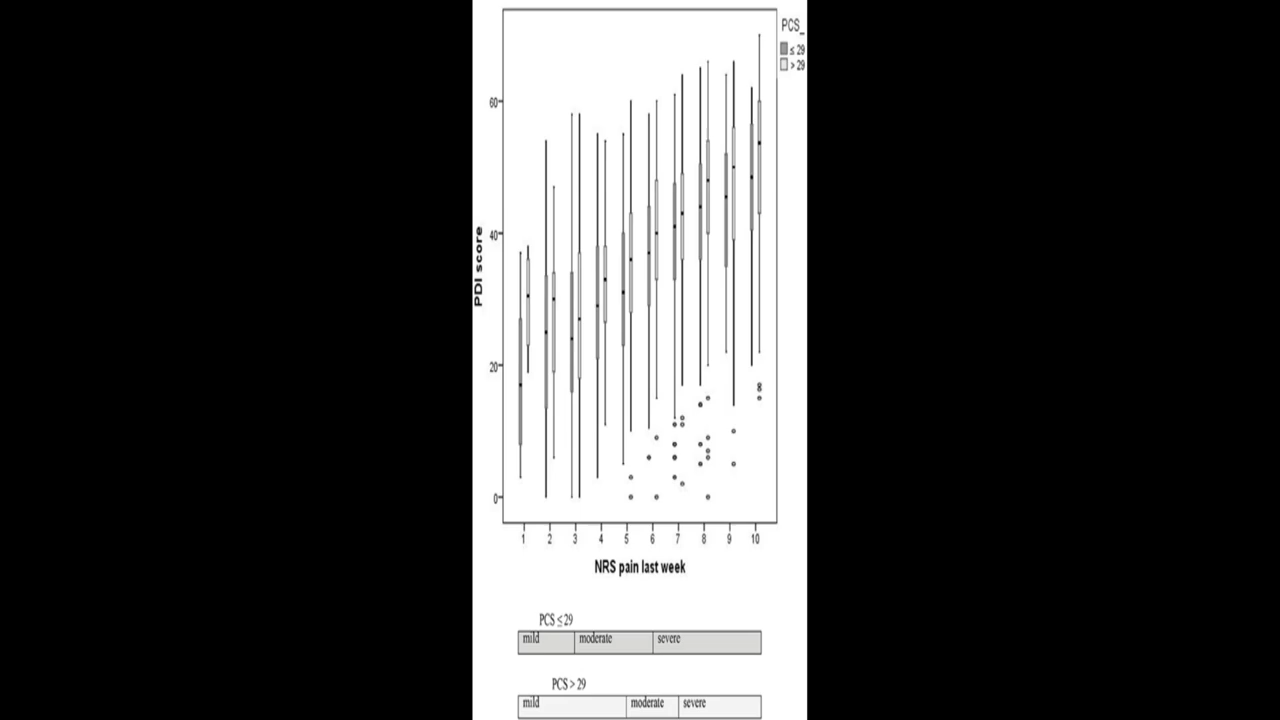 PCS_
≤ 29
> 29
60
40
20
0
PDI score
1 2 3 4 5 6 7 8 9 10
NRS pain last week
PCS ≤ 29
mild moderate severe
PCS > 29
mild moderate severe